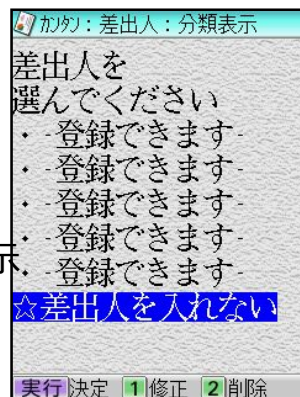 カンタン：差出人：分類表示
差出人を
選んでください
・-登録できます-
・-登録できます-
・-登録できます-
・-登録できます-
・-登録できます-
☆差出人を入れない
示
実行決定 1修正 2削除